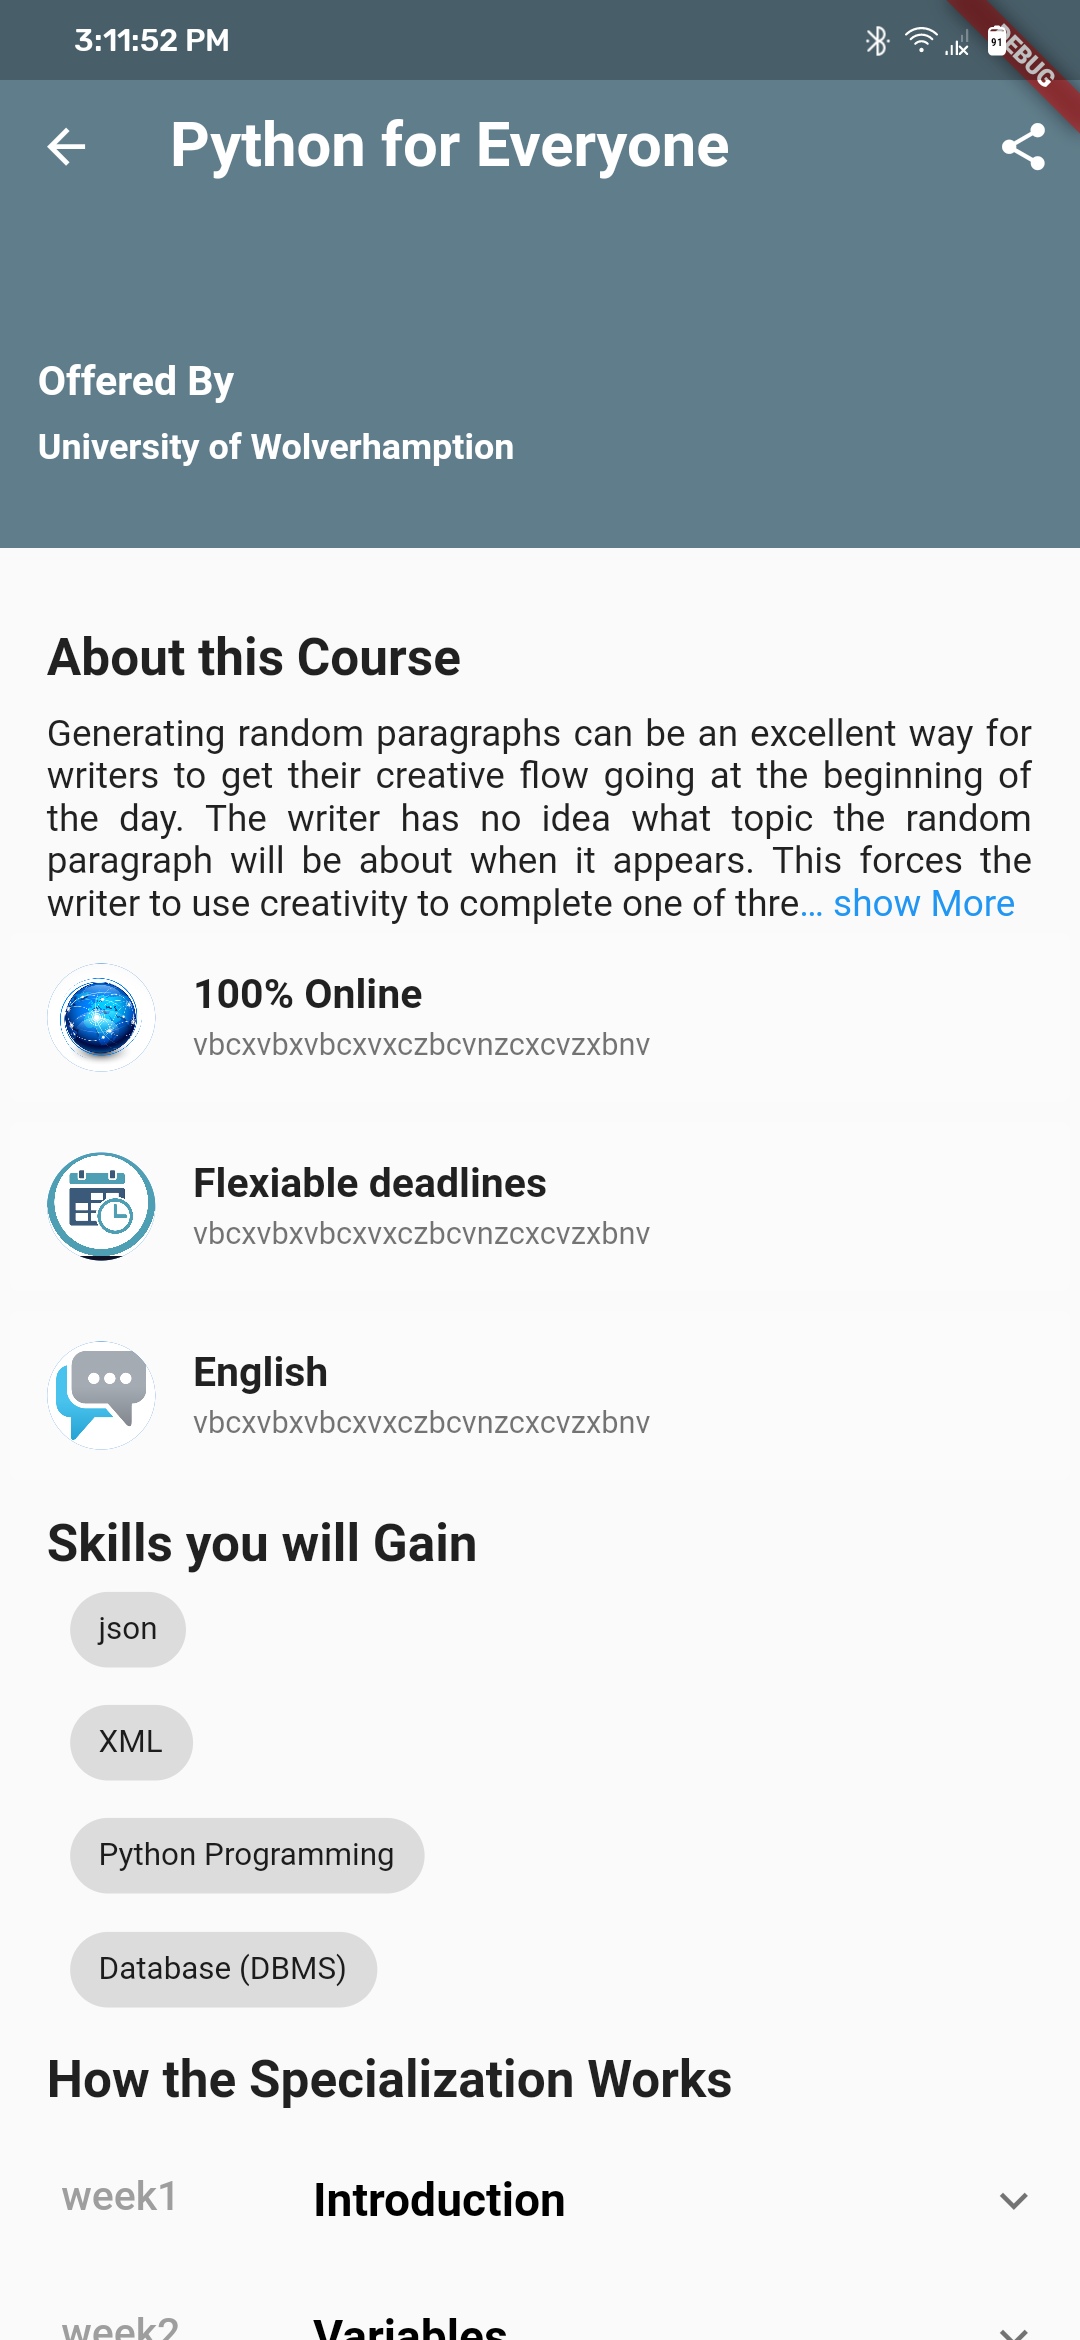 3:11:52 PM
91
DEBUG
Python for Everyone
Offered By
University of Wolverhamption
About this Course
Generating random paragraphs can be an excellent way for
writers to get their creative flow going at the beginning of
the day. The writer has no idea what topic the random
paragraph will be about when it appears. This forces the
writer to use creativity to complete one of thre... show More
100% Online
vbcxvbxvbcxvxczbcvnzcxcvzxbnv
Flexiable deadlines
vbcxvbxvbcxvxczbcvnzcxcvzxbnv
English
vbcxvbxvbcxvxczbcvnzcxcvzxbnv
Skills you will Gain
json
XML
Python Programming
Database (DBMS)
How the Specialization Works
week1 Introduction
week2 Variables